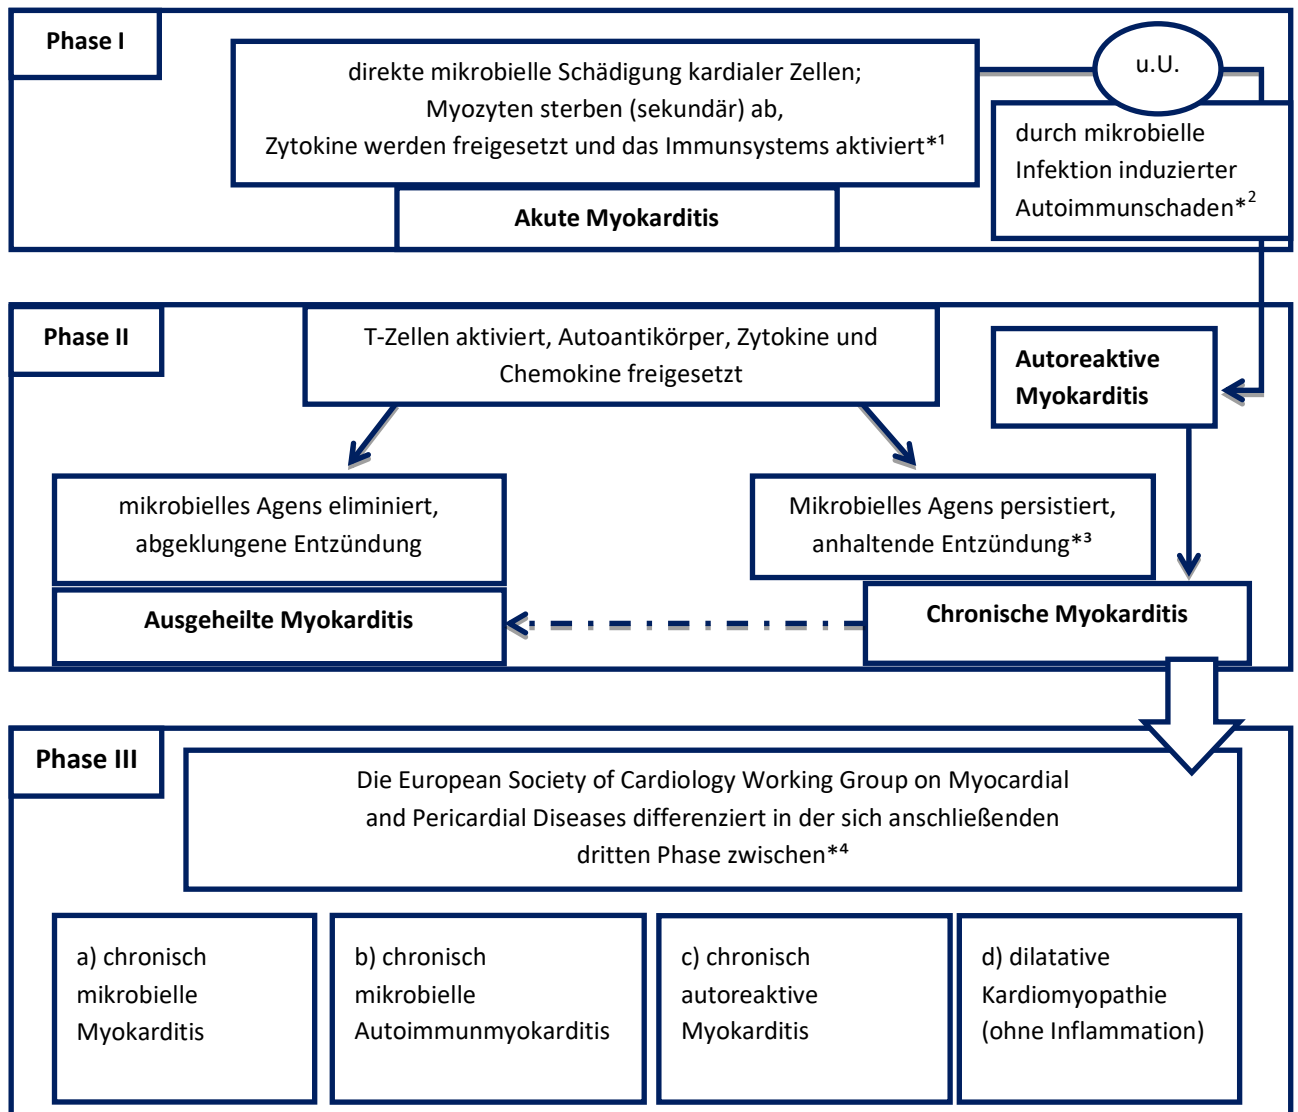 Phase I
direkte mikrobielle Schädigung kardialer Zellen;
Myozyten sterben (sekundär) ab,
Zytokine werden freigesetzt und das Immunsystems aktiviert*¹
Akute Myokarditis
u.U.
durch mikrobielle
Infektion induzierter
Autoimmunschaden*²
Phase II
T-Zellen aktiviert, Autoantikörper, Zytokine und
Chemokine freigesetzt
Autoreaktive
Myokarditis
mikrobielles Agens eliminiert,
abgeklungene Entzündung
Mikrobielles Agens persistiert,
anhaltende Entzündung*³
Ausgeheilte Myokarditis
Chronische Myokarditis
Phase III
Die European Society of Cardiology Working Group on Myocardial
and Pericardial Diseases differenziert in der sich anschließenden
dritten Phase zwischen*⁴
a) chronisch
mikrobielle
Myokarditis
b) chronisch
mikrobielle
Autoimmunmyokarditis
c) chronisch
autoreaktive
Myokarditis
d) dilatative
Kardiomyopathie
(ohne Inflammation)